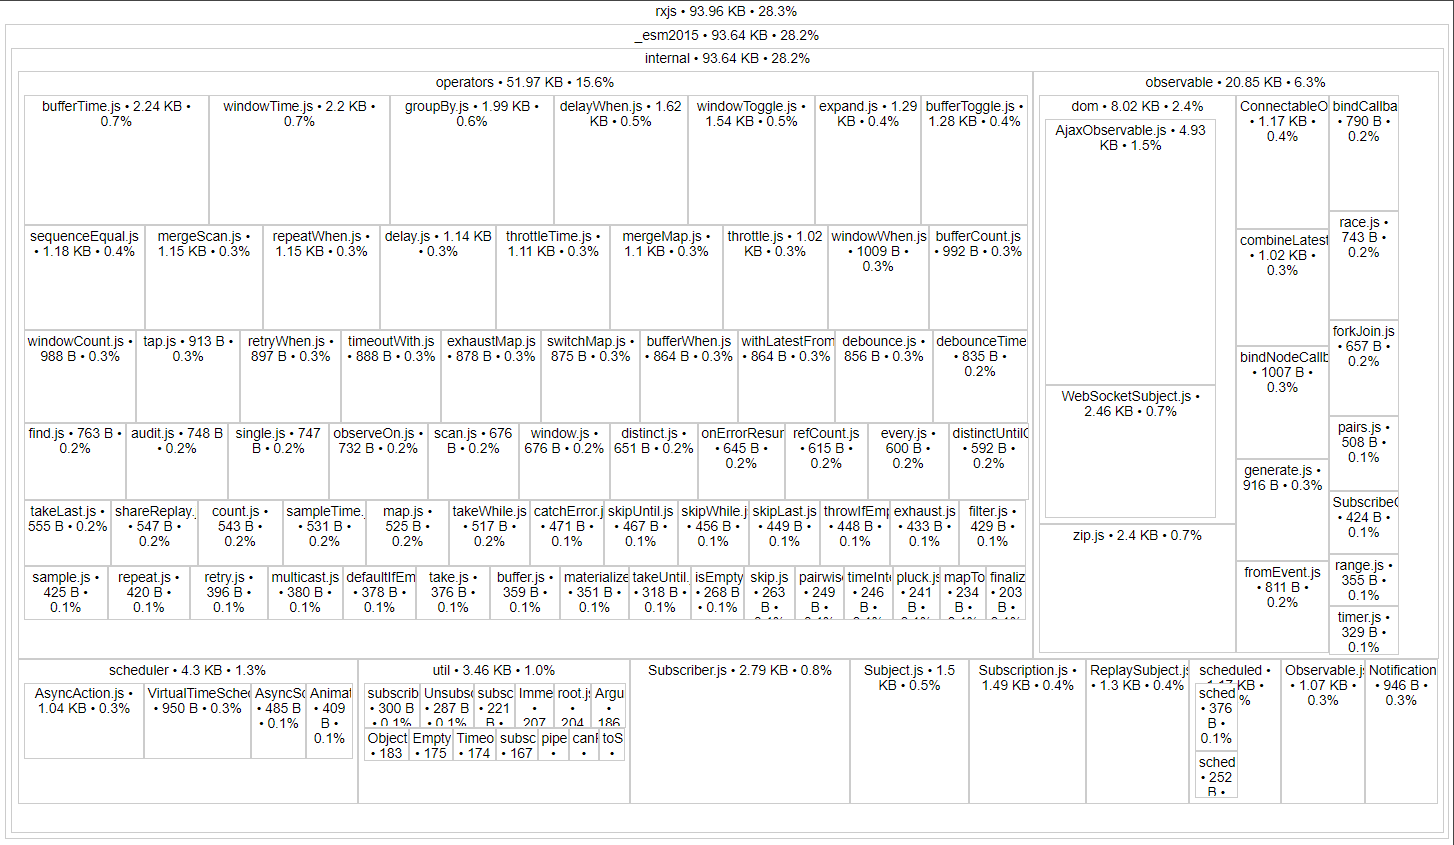 rxjs • 93.96 KB • 28.3%
_esm2015 • 93.64 KB • 28.2%
internal • 93.64 KB • 28.2%
operators • 51.97 KB • 15.6%
bufferTime.js • 2.24 KB •
0.7%
windowTime.js • 2.2 KB •
0.7%
groupBy.js • 1.99 KB •
0.6%
delayWhen.js • 1.62
KB • 0.5%
windowToggle.js •
1.54 KB • 0.5%
expand.js • 1.29
KB • 0.4%
bufferToggle.js •
1.28 KB • 0.4%
sequenceEqual.js
• 1.18 KB • 0.4%
mergeScan.js •
1.15 KB • 0.3%
repeatWhen.js •
1.15 KB • 0.3%
delay.js • 1.14 KB
• 0.3%
throttleTime.js •
1.11 KB • 0.3%
mergeMap.js •
1.1 KB • 0.3%
throttle.js • 1.02
KB • 0.3%
windowWhen.js
• 1009 B •
0.3%
bufferCount.js
• 992 B • 0.3%
windowCount.js •
988 B • 0.3%
tap.js • 913 B •
0.3%
retryWhen.js •
897 B • 0.3%
timeoutWith.js •
888 B • 0.3%
exhaustMap.js
• 878 B • 0.3%
switchMap.js •
875 B • 0.3%
bufferWhen.js
• 864 B • 0.3%
withLatestFrom
• 864 B • 0.3%
debounce.js •
856 B • 0.3%
debounceTime
• 835 B •
0.2%
find.js • 763 B •
0.2%
audit.js • 748 B
• 0.2%
single.js • 747
B • 0.2%
observeOn.js •
732 B • 0.2%
scan.js • 676
B • 0.2%
window.js •
676 B • 0.2%
distinct.js •
651 B • 0.2%
onErrorResur
• 645 B •
0.2%
refCount.js
• 615 B •
0.2%
every.js •
600 B •
0.2%
distinctUntilC
• 592 B •
0.2%
takeLast.js •
555 B • 0.2%
shareReplay.
• 547 B •
0.2%
count.js •
543 B •
0.2%
sampleTime.
• 531 B •
0.2%
map.js •
525 B •
0.2%
takeWhile.js
• 517 B •
0.2%
catchError.j
• 471 B •
0.1%
skipUntil.js
• 467 B •
0.1%
skipWhile.j
• 456 B •
0.1%
skipLast.js
• 449 B •
0.1%
throwIfEmp
• 448 B •
0.1%
exhaust.js
• 433 B •
0.1%
filter.js •
429 B •
0.1%
sample.js •
425 B •
0.1%
repeat.js •
420 B •
0.1%
retry.js •
396 B •
0.1%
multicast.js
• 380 B •
0.1%
defaultIfEm
• 378 B •
0.1%
take.js •
376 B •
0.1%
buffer.js •
359 B •
0.1%
materialize
• 351 B •
0.1%
takeUntil.
• 318 B •
0.1%
isEmpty
• 268 B
• 0.1%
skip.js
• 263
B •
pairwis
• 249
B •
timeInt
• 246
B •
pluck.js
• 241
B •
mapTo
• 234
B •
finaliz
• 203
B •
observable • 20.85 KB • 6.3%
dom • 8.02 KB • 2.4%
AjaxObservable.js • 4.93
KB • 1.5%
WebSocketSubject.js •
2.46 KB • 0.7%
zip.js • 2.4 KB • 0.7%
ConnectableO
• 1.17 KB •
0.4%
combineLatest
• 1.02 KB •
0.3%
bindNodeCallb
• 1007 B •
0.3%
generate.js •
916 B • 0.3%
fromEvent.js
• 811 B •
0.2%
bindCallba
• 790 B •
0.2%
race.js •
743 B •
0.2%
forkJoin.js
• 657 B •
0.2%
pairs.js •
508 B •
0.1%
SubscribeO
• 424 B •
0.1%
range.js •
355 B •
0.1%
timer.js •
329 B •
0.1%
scheduler • 4.3 KB • 1.3%
AsyncAction.js •
1.04 KB • 0.3%
VirtualTimeSched
• 950 B • 0.3%
AsyncSc
• 485 B
• 0.1%
Animat
• 409
B •
0.1%
util • 3.46 KB • 1.0%
subscrib
• 300 B
• 0.1%
Unsubsc
• 287 B
• 0.1%
subsc
• 221
B •
Imme
•
207
root.js
•
204
Argu
•
186
Object
• 183
Empty
• 175
Timeo
• 174
subsc
• 167
pipe
•
canR
•
toS
•
Subscriber.js • 2.79 KB • 0.8%
Subject.js • 1.5
KB • 0.5%
Subscription.js •
1.49 KB • 0.4%
ReplaySubject.js
• 1.3 KB • 0.4%
scheduled •
KB •
%
sched
• 376
B •
0.1%
sched
• 252
B •
Observable.js
• 1.07 KB •
0.3%
Notification
• 946 B •
0.3%